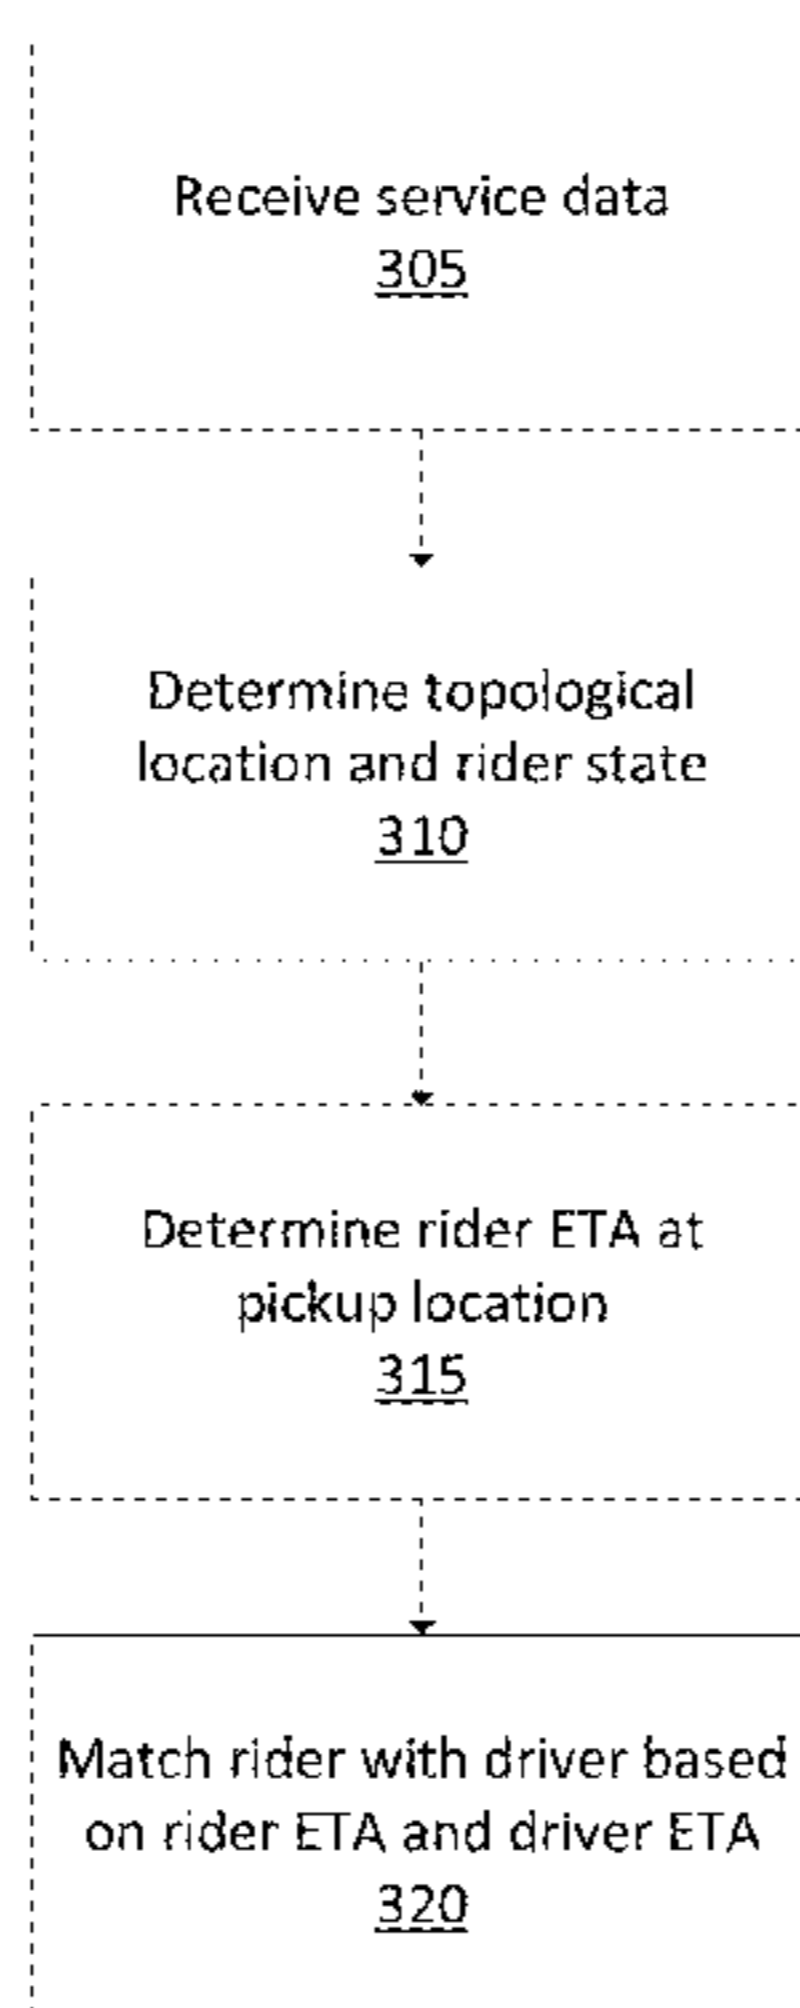 Receive service data
305
Determine topological
location and rider state
310
Determine rider ETA at
pickup location
315
Match rider with driver based
on rider ETA and driver ETA
320